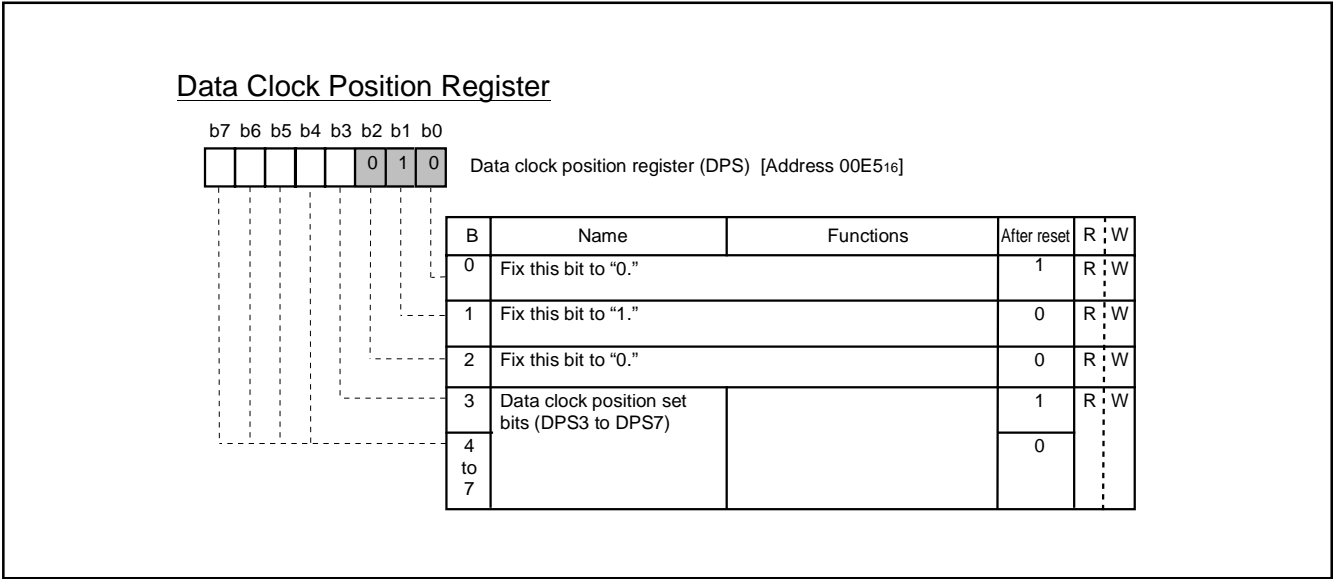 Data Clock Position Register
b7 b6 b5 b4 b3 b2 b1 b0
0 1 0
Data clock position register (DPS) [Address 00E516]
B Name Functions After reset R W
0 Fix this bit to “0.” 1 R W
1 Fix this bit to “1.” 0 R W
2 Fix this bit to “0.” 0 R W
3 Data clock position set 1 R W
bits (DPS3 to DPS7)
4 0
to
7